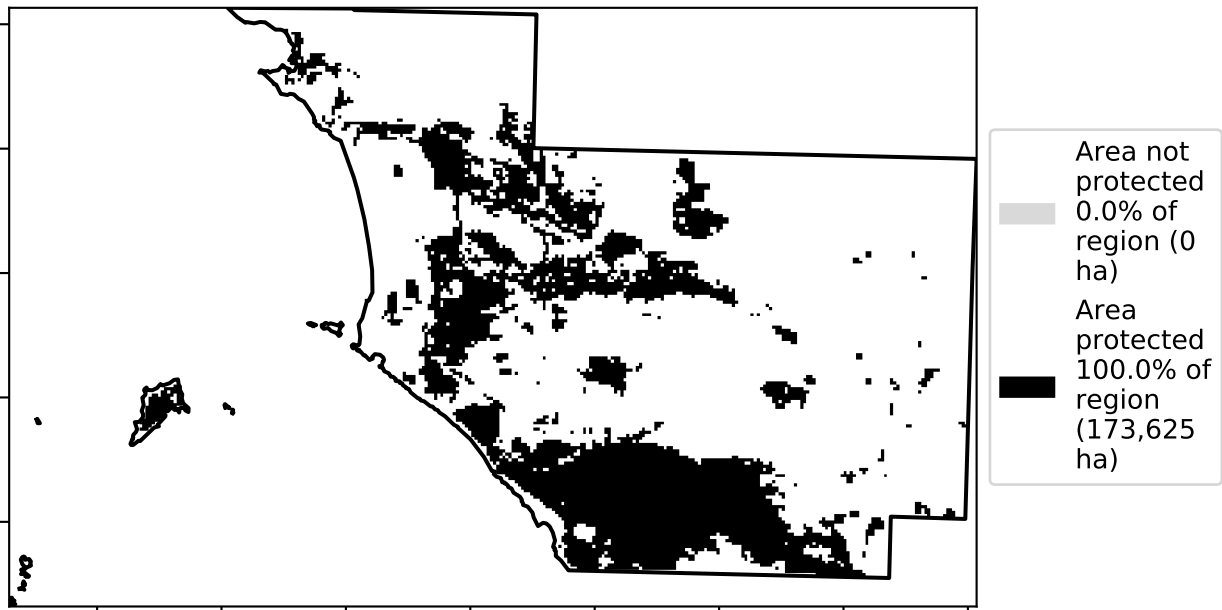 Area not
protected
0.0% of
region (0
ha)
Area
protected
100.0% of
region
(173,625
ha)